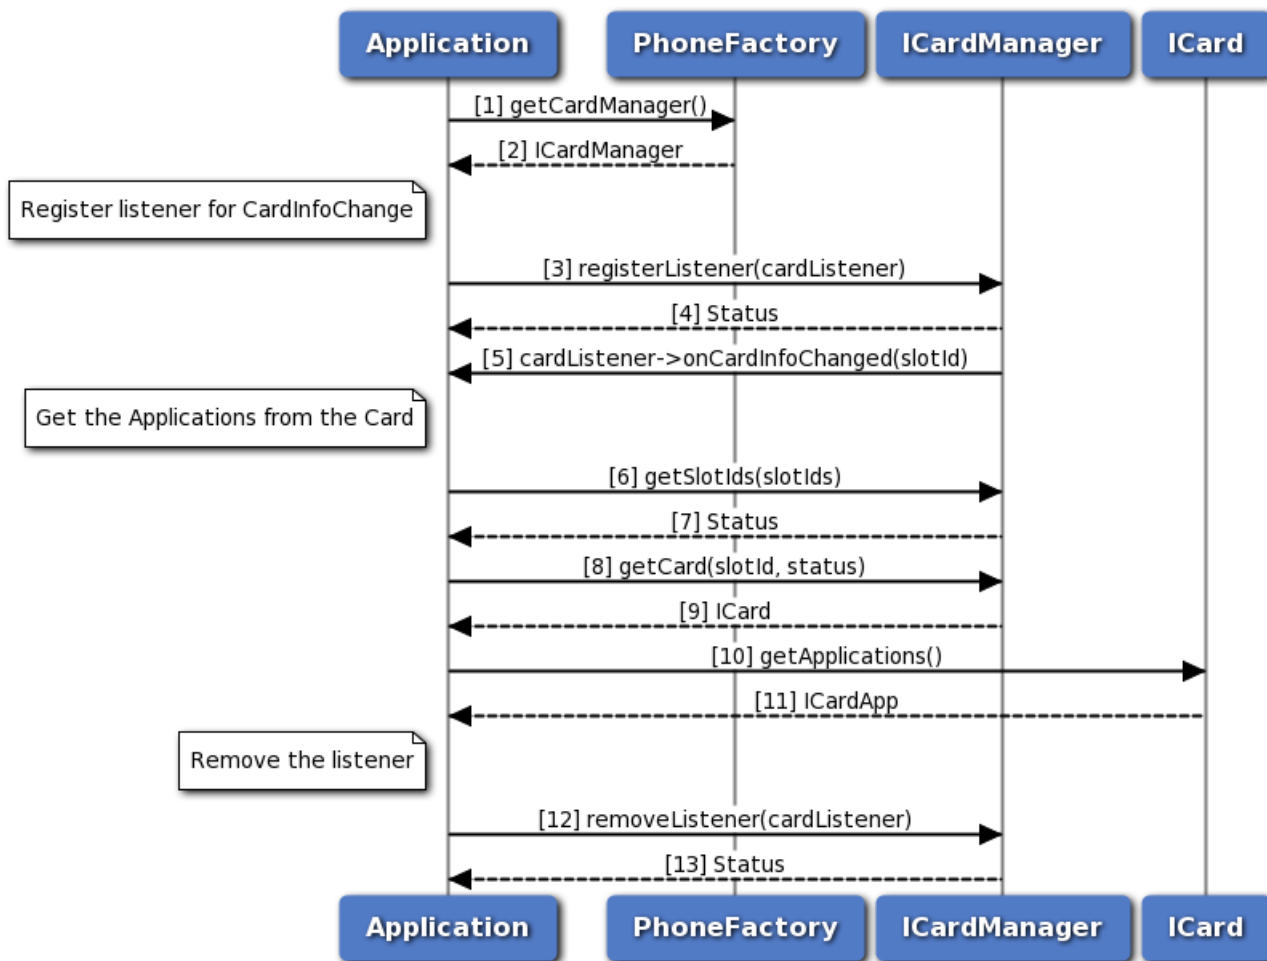 Application
PhoneFactory
ICardManager
ICard
[1] getCardManager()
[2] ICardManager
Register listener for CardInfoChange
[3] registerListener(cardListener)
[4] Status
[5] cardListener->onCardInfoChanged(slotId)
Get the Applications from the Card
[6] getSlotIds(slotIds)
[7] Status
[8] getCard(slotId, status)
[9] ICard
[10] getApplications()
[11] ICardApp
Remove the listener
[12] removeListener(cardListener)
[13] Status
Application
PhoneFactory
ICardManager
ICard